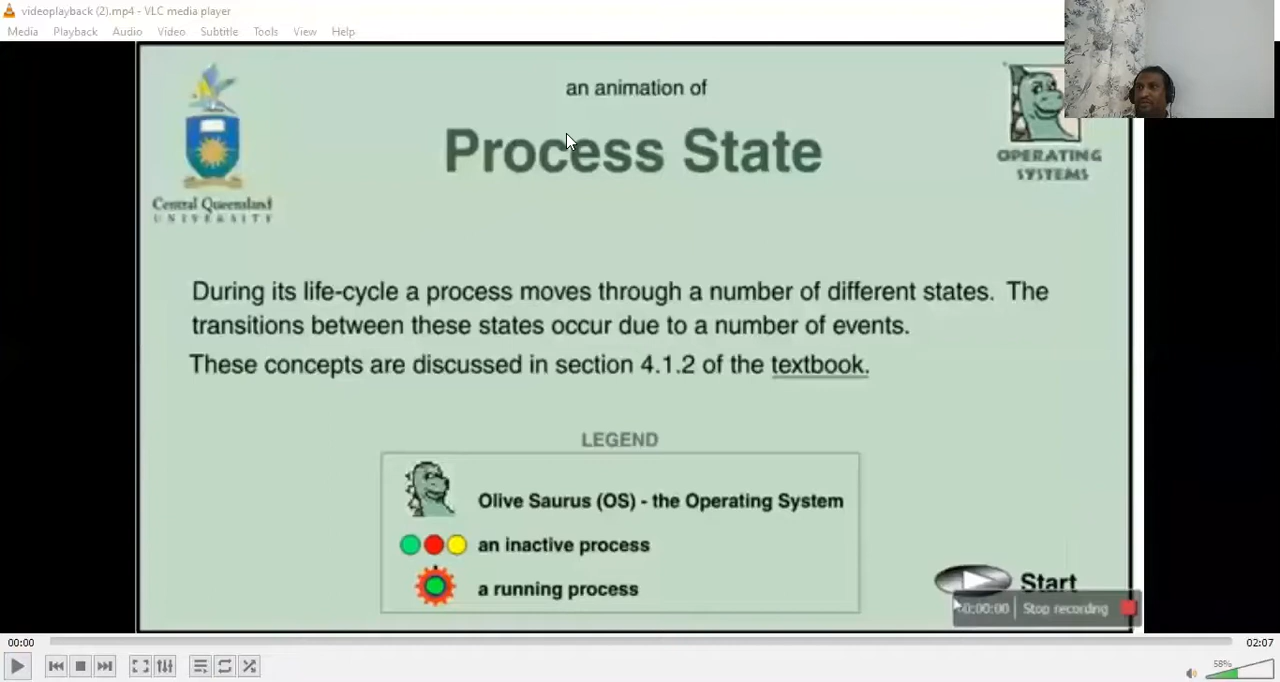 videoplayback (2).mp4 - VLC media player
Media Playback Audio Video Subtitle Tools View Help
an animation of
Process State
Central Queensland
UNIVERSITY
OPERATING
SYSTEMS
During its life-cycle a process moves through a number of different states. The
transitions between these states occur due to a number of events.
These concepts are discussed in section 4.1.2 of the textbook.
LEGEND
Olive Saurus (OS) - the Operating System
an inactive process
a running process
Start
00:00:00 Stop recording
00:00 02:07
58%